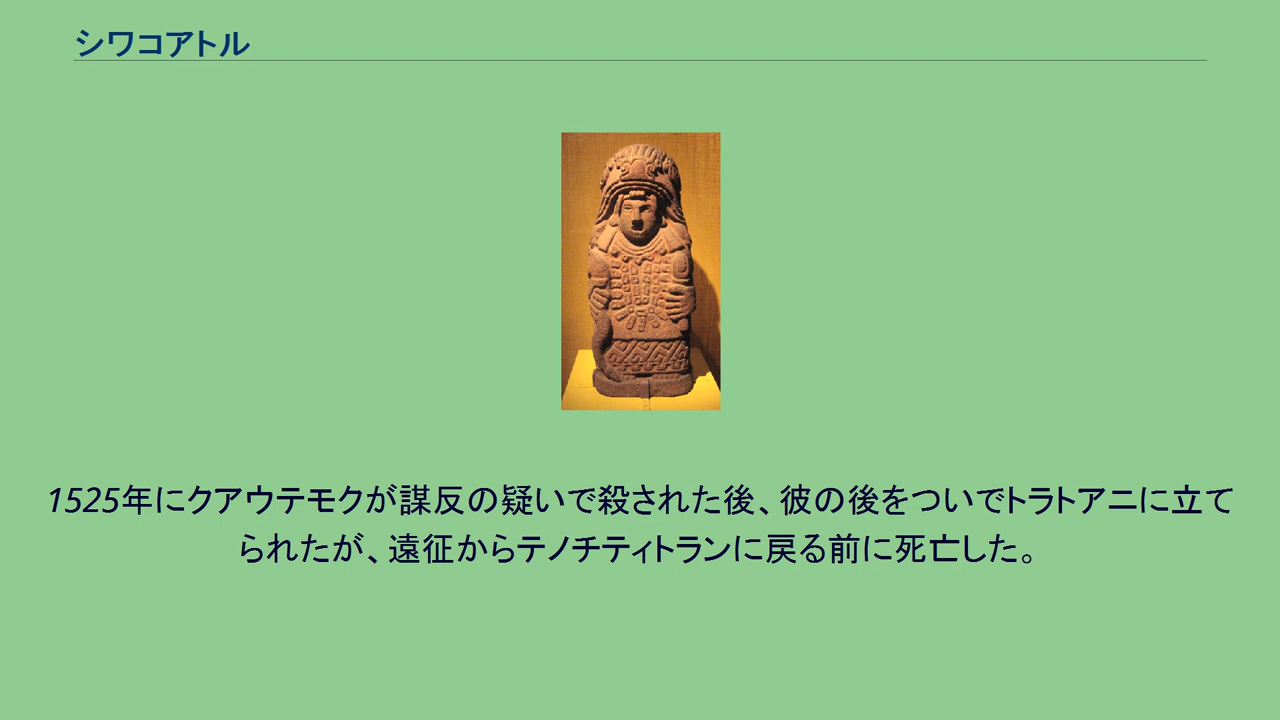 シワコアトル
1525年にクアウテモクが謀反の疑いで殺された後、彼の後をついでトラトアニに立て
られたが、遠征からテノチティトランに戻る前に死亡した。